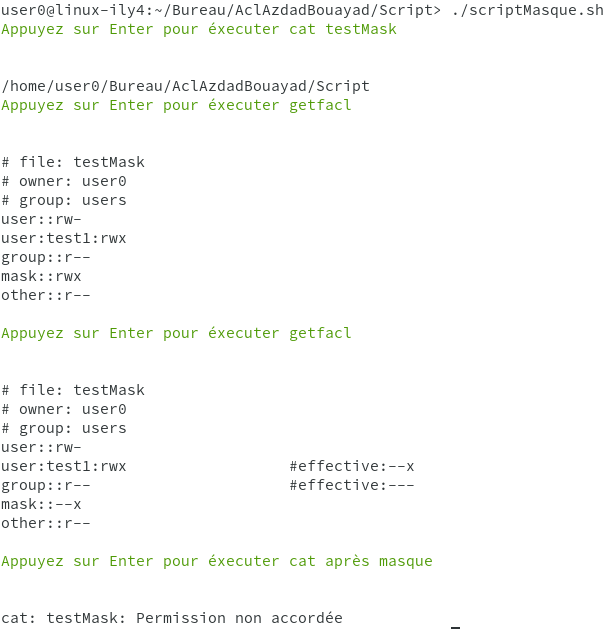 user0@linux-ily4:~/Bureau/AclAzdadBouayad/Script> ./scriptMasque.sh
Appuyez sur Enter pour éxecuter cat testMask
/home/user0/Bureau/AclAzdadBouayad/Script
Appuyez sur Enter pour éxecuter getfacl
# file: testMask
# owner: user0
# group: users
user::rw-
user:test1:rwx
group::r--
mask::rwx
other::r--
Appuyez sur Enter pour éxecuter getfacl
# file: testMask
# owner: user0
# group: users
user::rw-
user:test1:rwx                  #effective:--x
group::r--                      #effective:---
mask::--x
other::r--
Appuyez sur Enter pour éxecuter cat après masque
cat: testMask: Permission non accordée